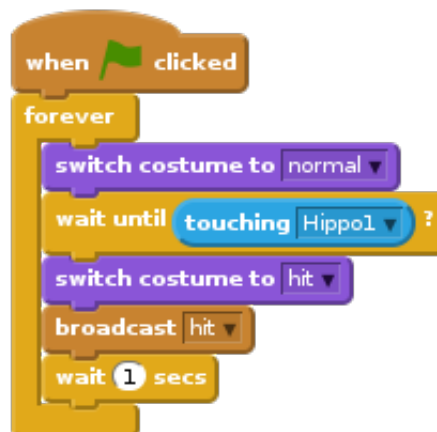 when clicked
forever
switch costume to normal
wait until touching Hippo1 ?
switch costume to hit
broadcast hit
wait 1 secs